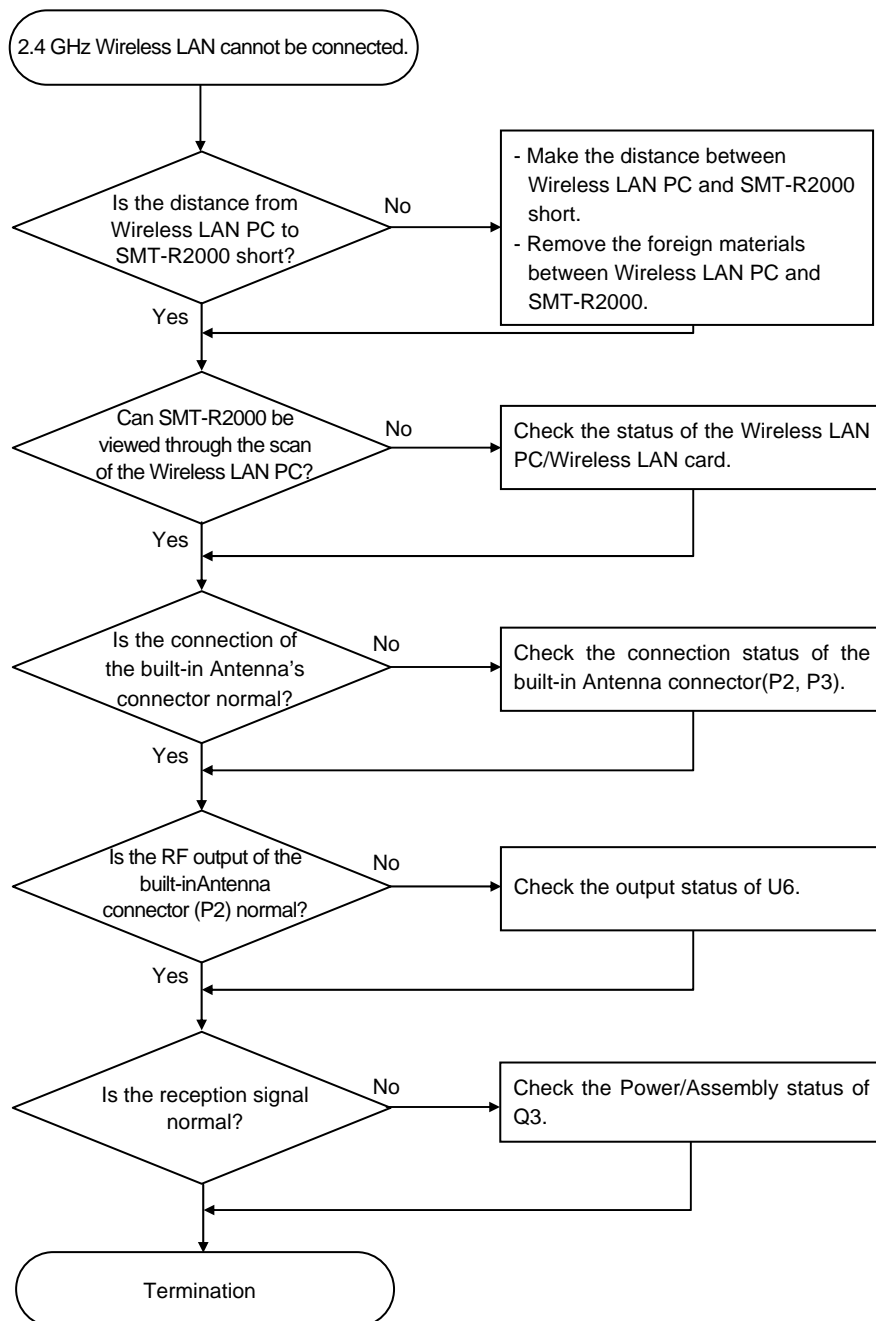 2.4 GHz Wireless LAN cannot be connected.
Is the distance from
Wireless LAN PC to
SMT-R2000 short?
No
- Make the distance between
Wireless LAN PC and SMT-R2000
short.
- Remove the foreign materials
between Wireless LAN PC and
SMT-R2000.
Yes
Can SMT-R2000 be
viewed through the scan
of the Wireless LAN PC?
No
Check the status of the Wireless LAN
PC/Wireless LAN card.
Yes
Is the connection of
the built-in Antenna's
connector normal?
No
Check the connection status of the
built-in Antenna connector(P2, P3).
Yes
Is the RF output of the
built-inAntenna
connector (P2) normal?
No
Check the output status of U6.
Yes
Is the reception signal
normal?
No
Check the Power/Assembly status of
Q3.
Termination